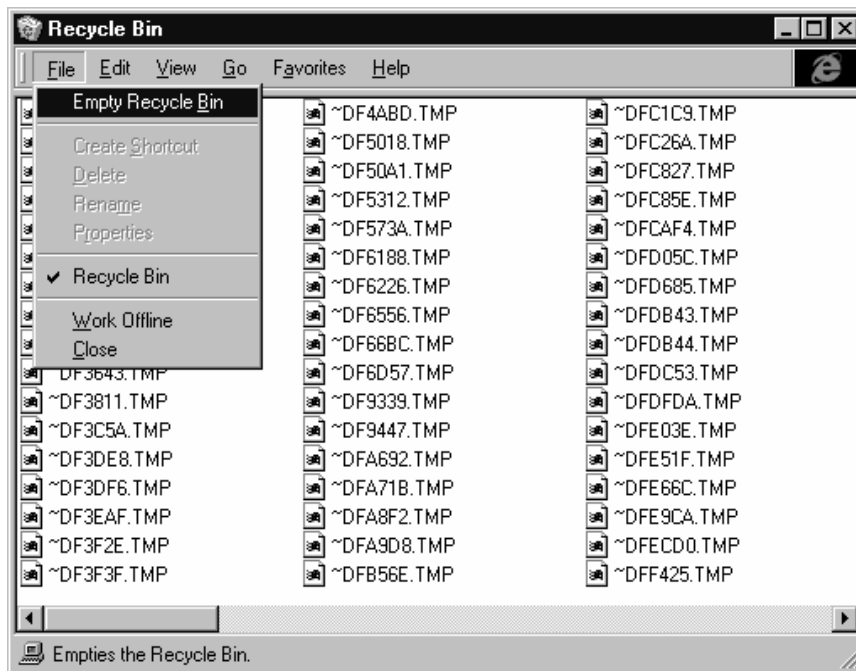 Recycle Bin
File Edit View Go Favorites Help
Empty Recycle Bin
Create Shortcut
Delete
Rename
Properties
Recycle Bin
Work Offline
Close
DF3643.TMP
~DF3811.TMP
~DF3C5A.TMP
~DF3DE8.TMP
~DF3DF6.TMP
~DF3EAF.TMP
~DF3F2E.TMP
~DF3F3F.TMP
~DF4ABD.TMP
~DF5018.TMP
~DF50A1.TMP
~DF5312.TMP
~DF573A.TMP
~DF6188.TMP
~DF6226.TMP
~DF6556.TMP
~DF66BC.TMP
~DF6D57.TMP
~DF9339.TMP
~DF9447.TMP
~DFA692.TMP
~DFA71B.TMP
~DFA8F2.TMP
~DFA9D8.TMP
~DFB56E.TMP
~DFC1C9.TMP
~DFC26A.TMP
~DFC827.TMP
~DFC85E.TMP
~DFCAF4.TMP
~DFD05C.TMP
~DFD685.TMP
~DFDB43.TMP
~DFDB44.TMP
~DFDC53.TMP
~DFDFDA.TMP
~DFE03E.TMP
~DFE51F.TMP
~DFE66C.TMP
~DFE9CA.TMP
~DFECD0.TMP
~DFF425.TMP
Empties the Recycle Bin.